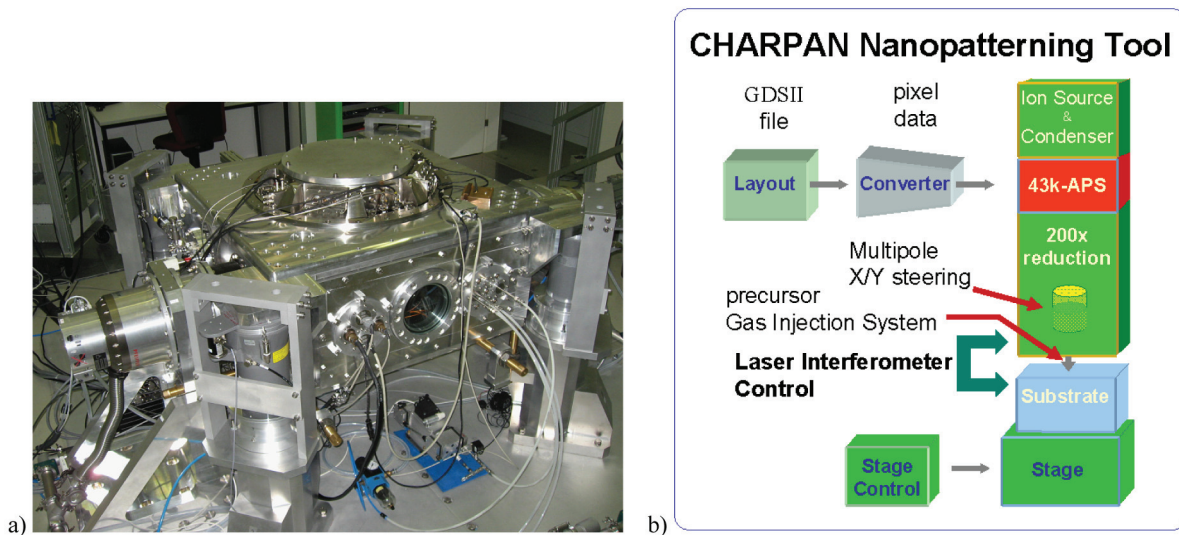 CHARPAN Nanopatterning Tool
GDSII
file
pixel
data
Ion Source
&
Condenser
Layout
Converter
43k-APS
200x
reduction
Multipole
X/Y steering
precursor
Gas Injection System
Laser Interferometer
Control
Substrate
Stage
Control
Stage
a)
b)